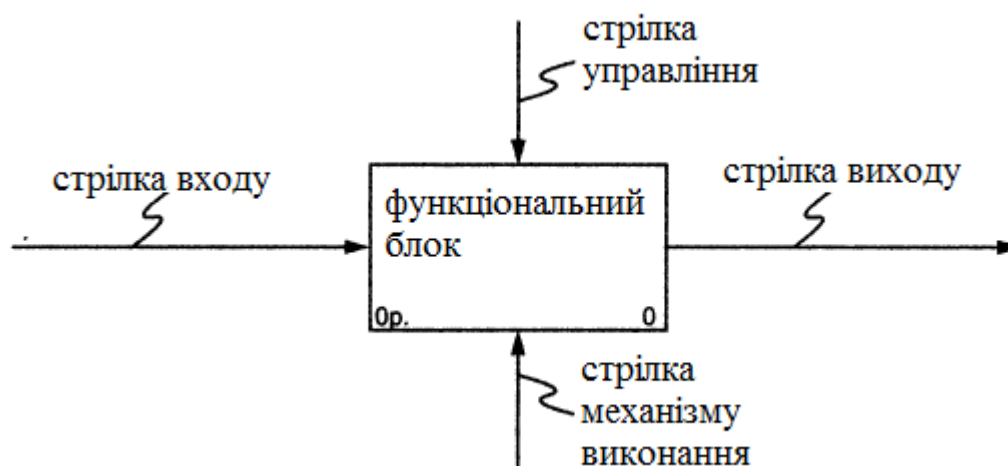 стрілка
управління
стрілка входу
стрілка виходу
функціональний
блок
0р.
0
стрілка
механізму
виконання